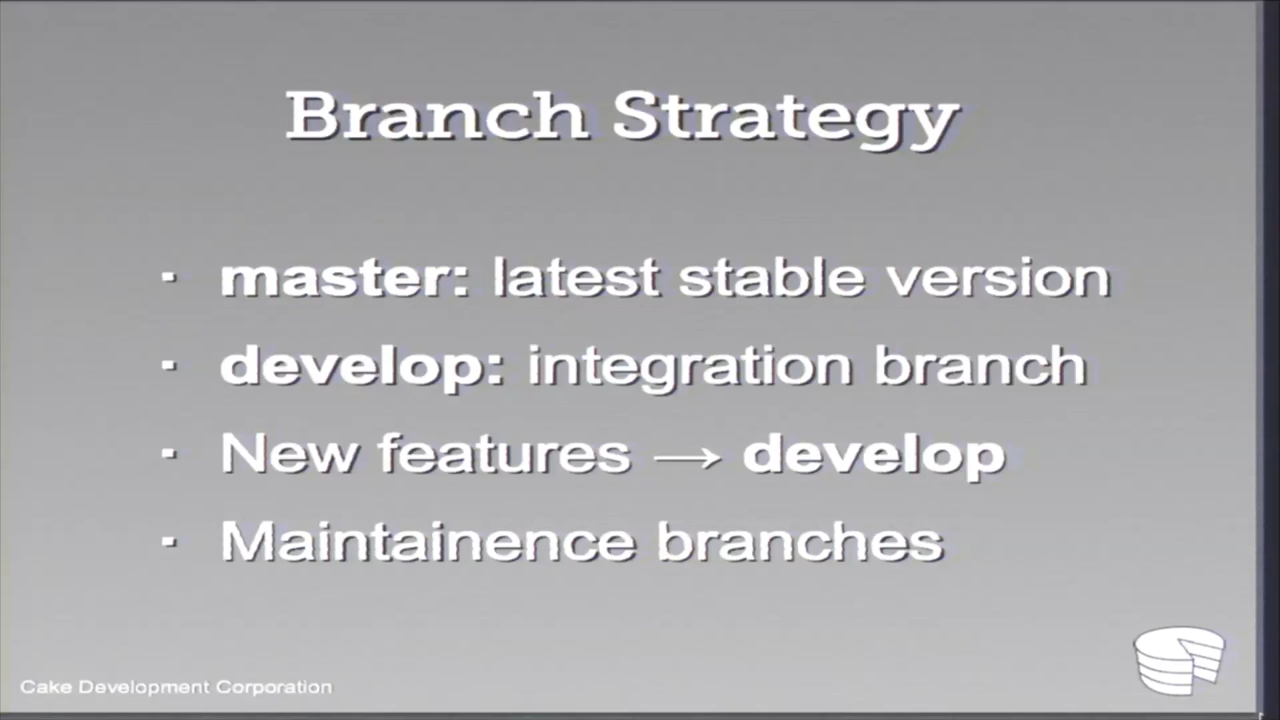 Branch Strategy
· master: latest stable version
· develop: integration branch
· New features → develop
· Maintainence branches
Cake Development Corporation